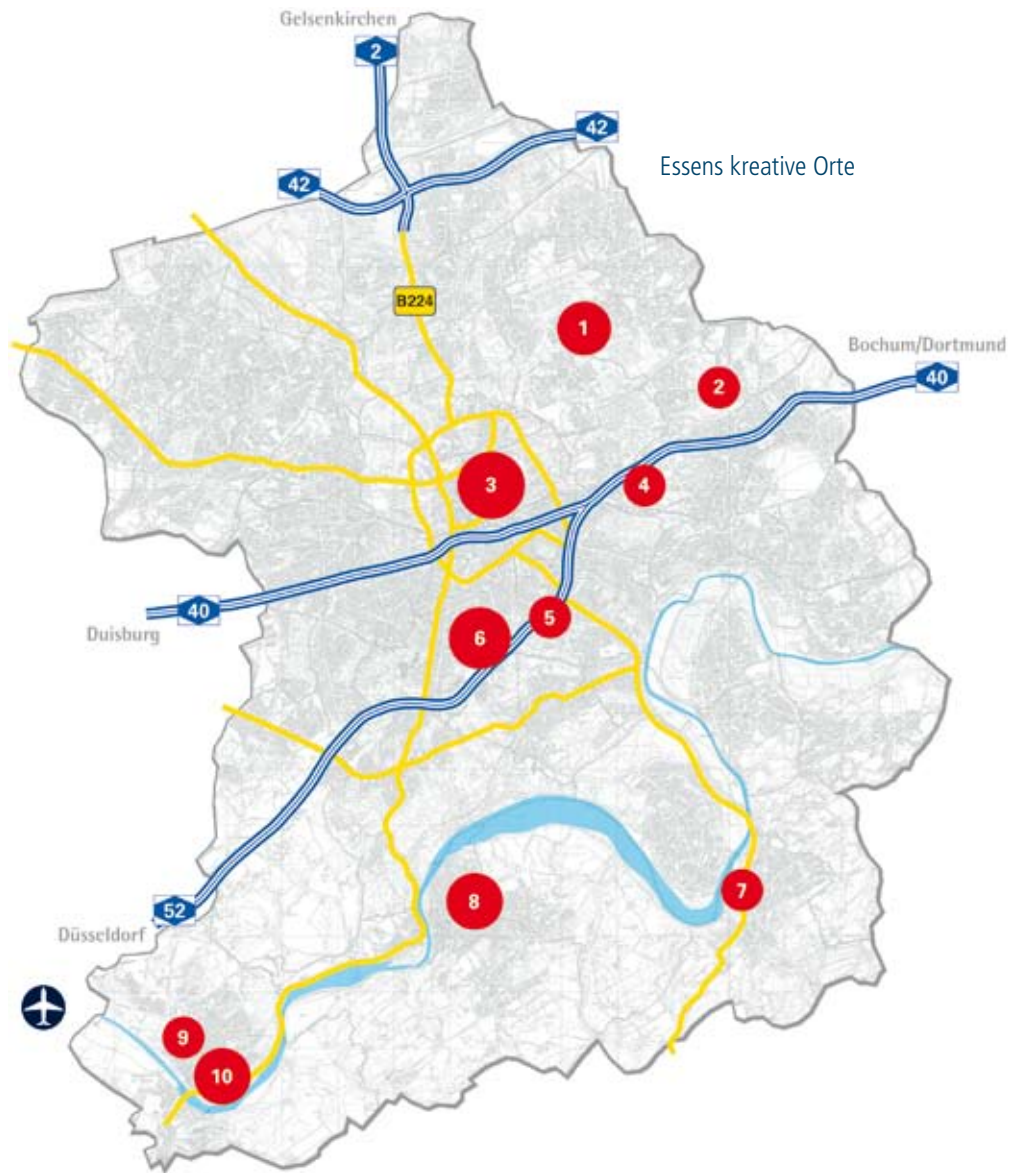 Gelsenkirchen
2
42
42
Essens kreative Orte
B224
1
Bochum/Dortmund
40
2
3
4
40
Duisburg
5
6
7
8
52
Düsseldorf
9
10